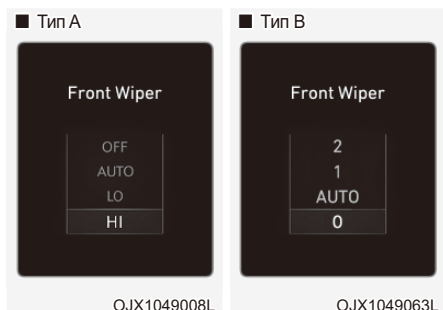 ■ Тип A
Front Wiper
OFF
AUTO
LO
HI
OJX1049008L
■ Тип B
Front Wiper
2
1
AUTO
0
OJX1049063L